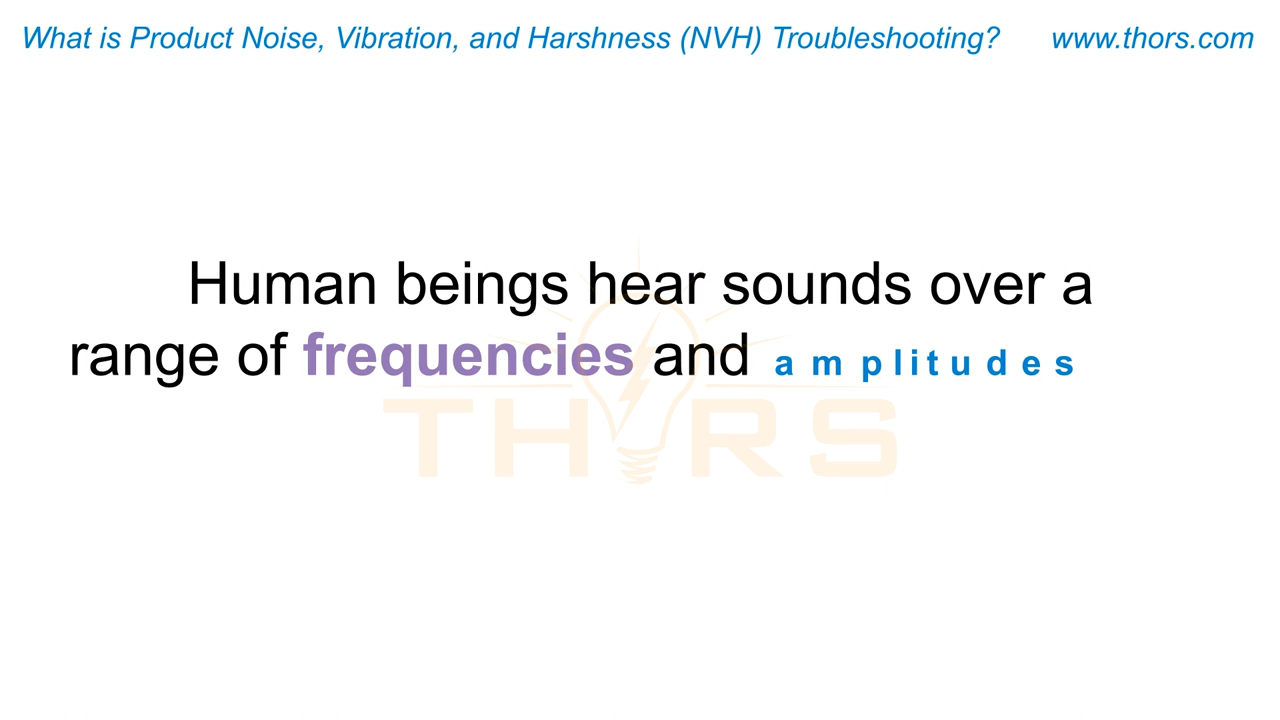 What is Product Noise, Vibration, and Harshness (NVH) Troubleshooting? www.thors.com
Human beings hear sounds over a
range of frequencies and amplitudes
THORS